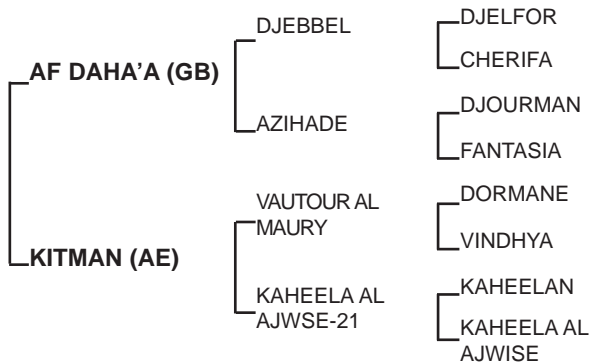 DJEBBEL
DJELFOR
AF DAHA’A (GB)
CHERIFA
AZIHADE
DJOURMAN
FANTASIA
VAUTOUR AL
MAURY
DORMANE
KITMAN (AE)
VINDHYA
KAHEELA AL
AJWSE-21
KAHEELAN
KAHEELA AL
AJWISE